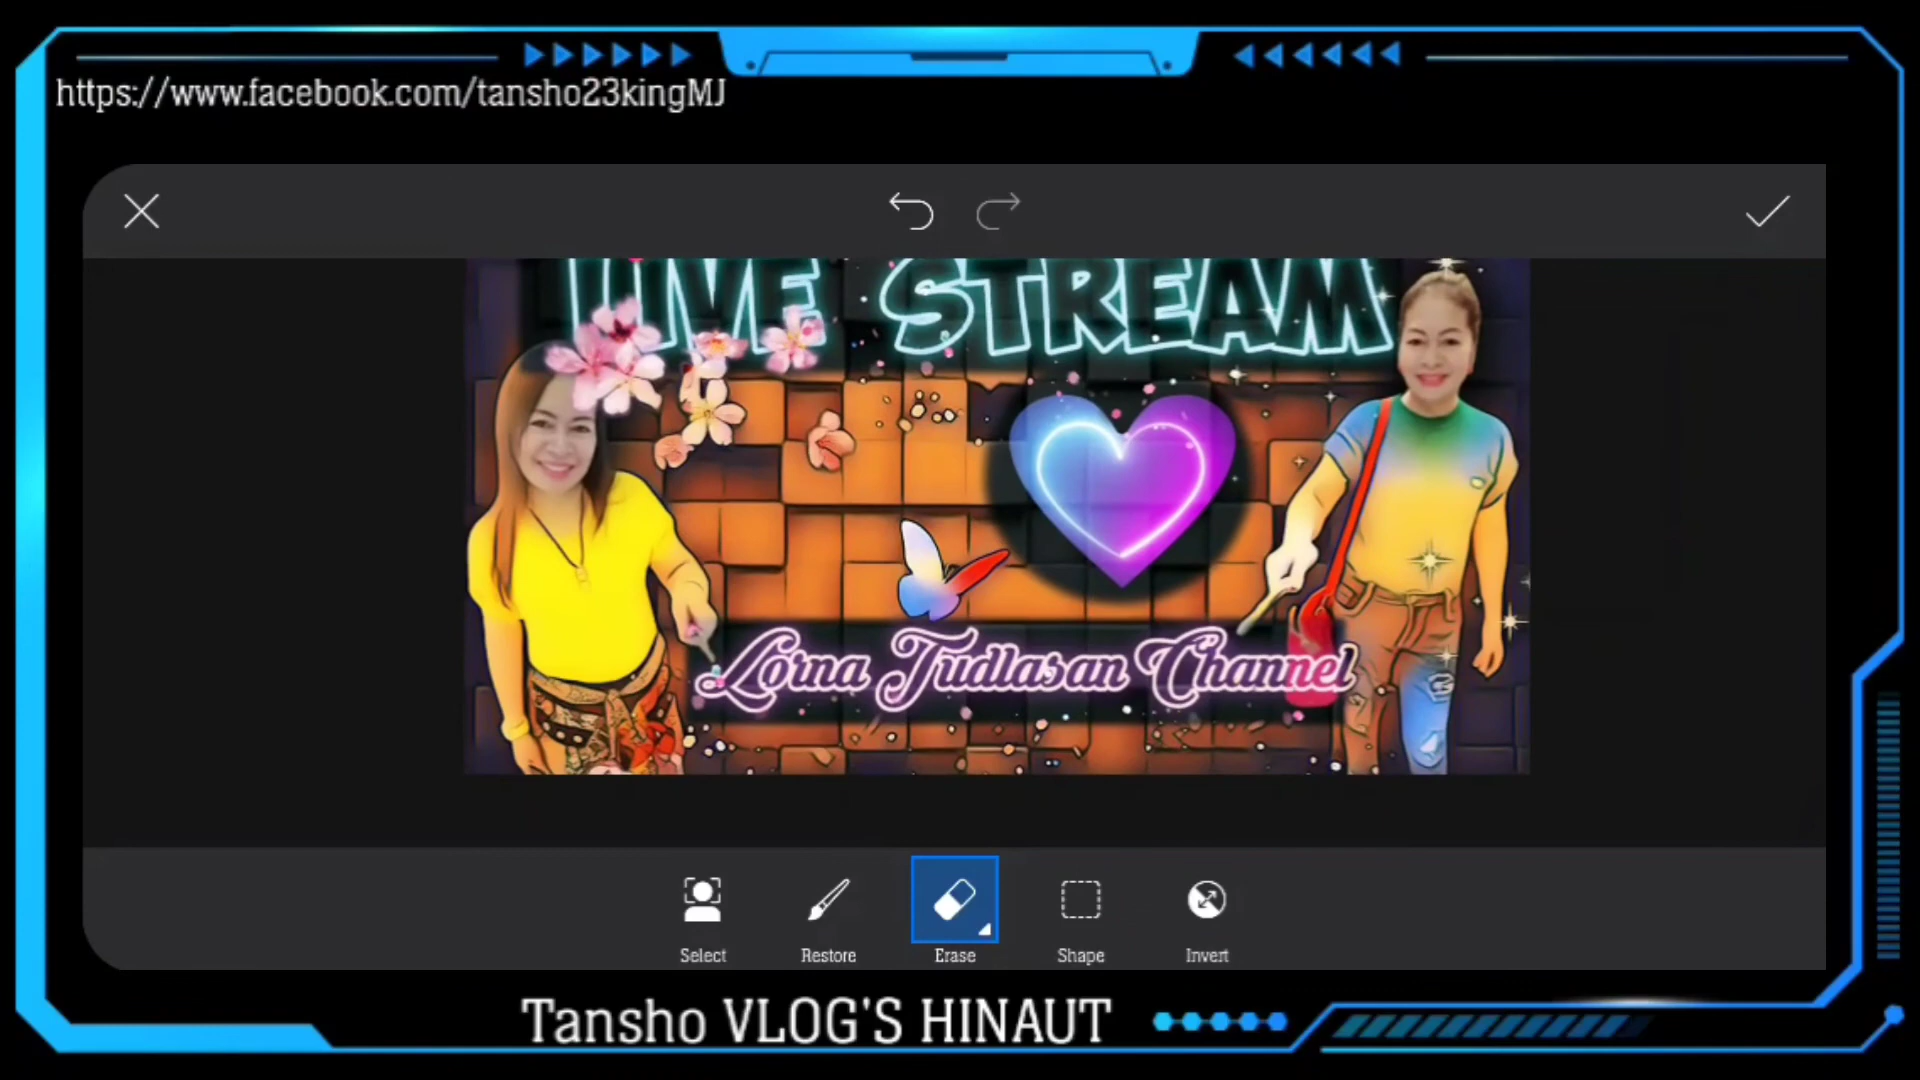 https://www.facebook.com/tansho23kingMJ
LIVE STREAM
Lorna Tudlasan Channel
Select
Restore
Erase
Shape
Invert
Tansho VLOG'S HINAUT